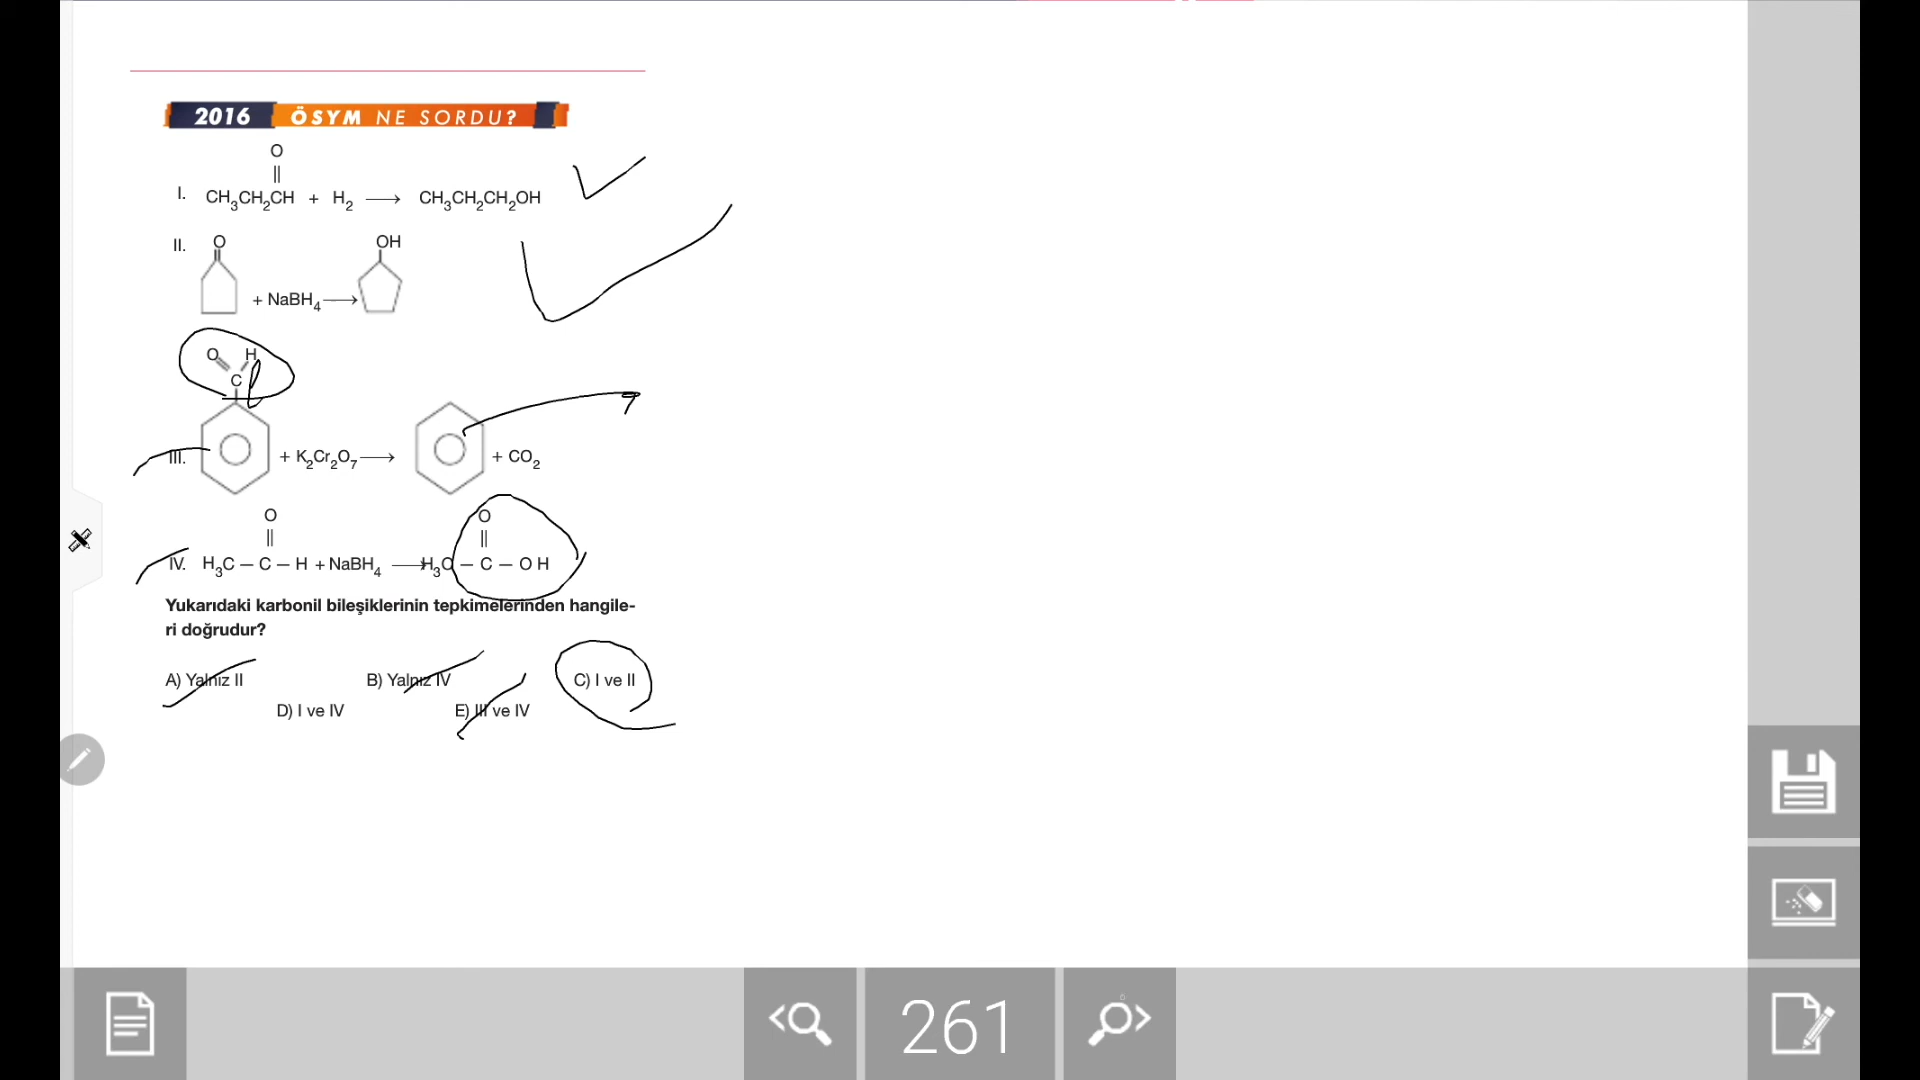 2016 ÖSYM NE SORDU?
O
||
I. CH₃CH₂CH + H₂ ⟶ CH₃CH₂CH₂OH
II. O OH
+ NaBH₄ ⟶
O H
C
III. + K₂Cr₂O₇ ⟶ + CO₂
O O
|| ||
IV. H₃C – C – H + NaBH₄ ⟶ H₃C – C – OH
Yukarıdaki karbonil bileşiklerinin tepkimelerinden hangile-
ri doğrudur?
A) Yalnız II B) Yalnız IV C) I ve II
D) I ve IV E) III ve IV
261